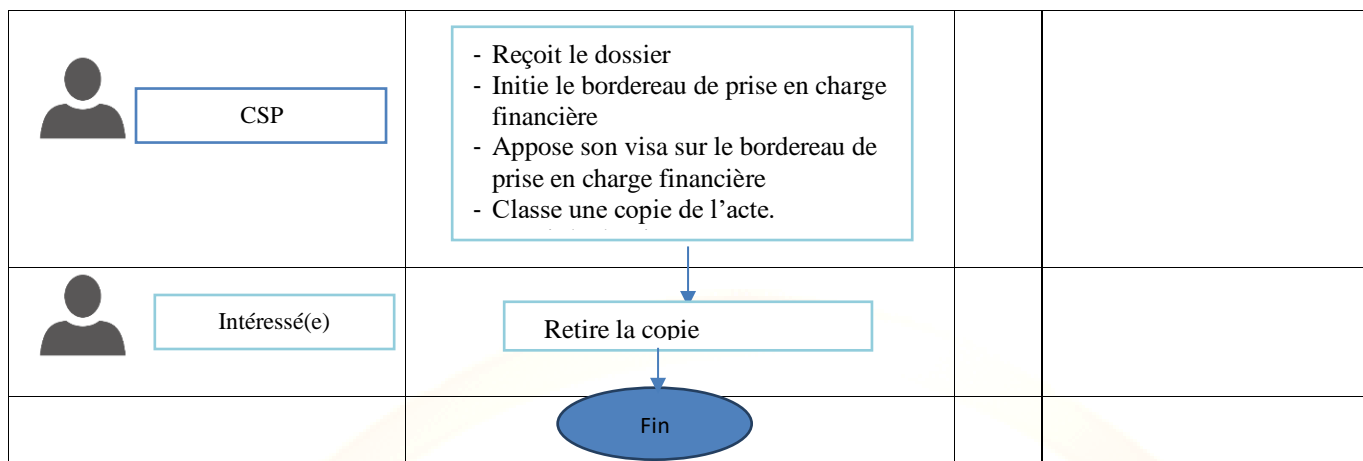 CSP
- Reçoit le dossier
- Initie le bordereau de prise en charge
financière
- Appose son visa sur le bordereau de
prise en charge financière
- Classe une copie de l’acte.
Intéressé(e)
Retire la copie
Fin